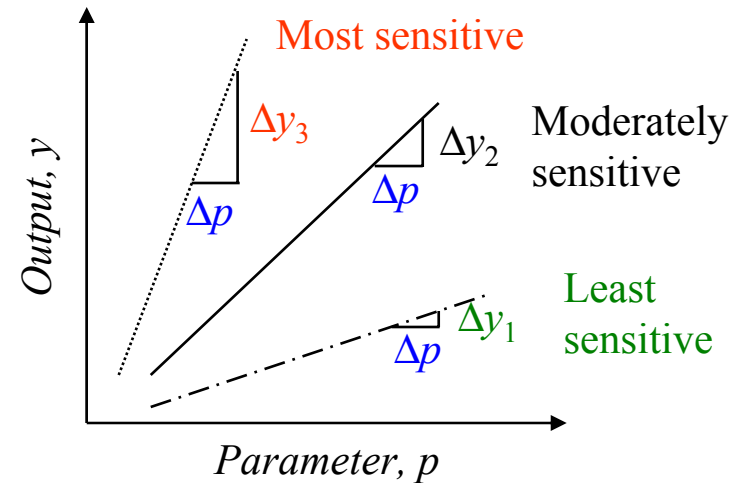 Most sensitive
Δy₃
Δp
Δy₂
Δp
Moderately
sensitive
Least
sensitive
Δy₁
Δp
Output, y
Parameter, p